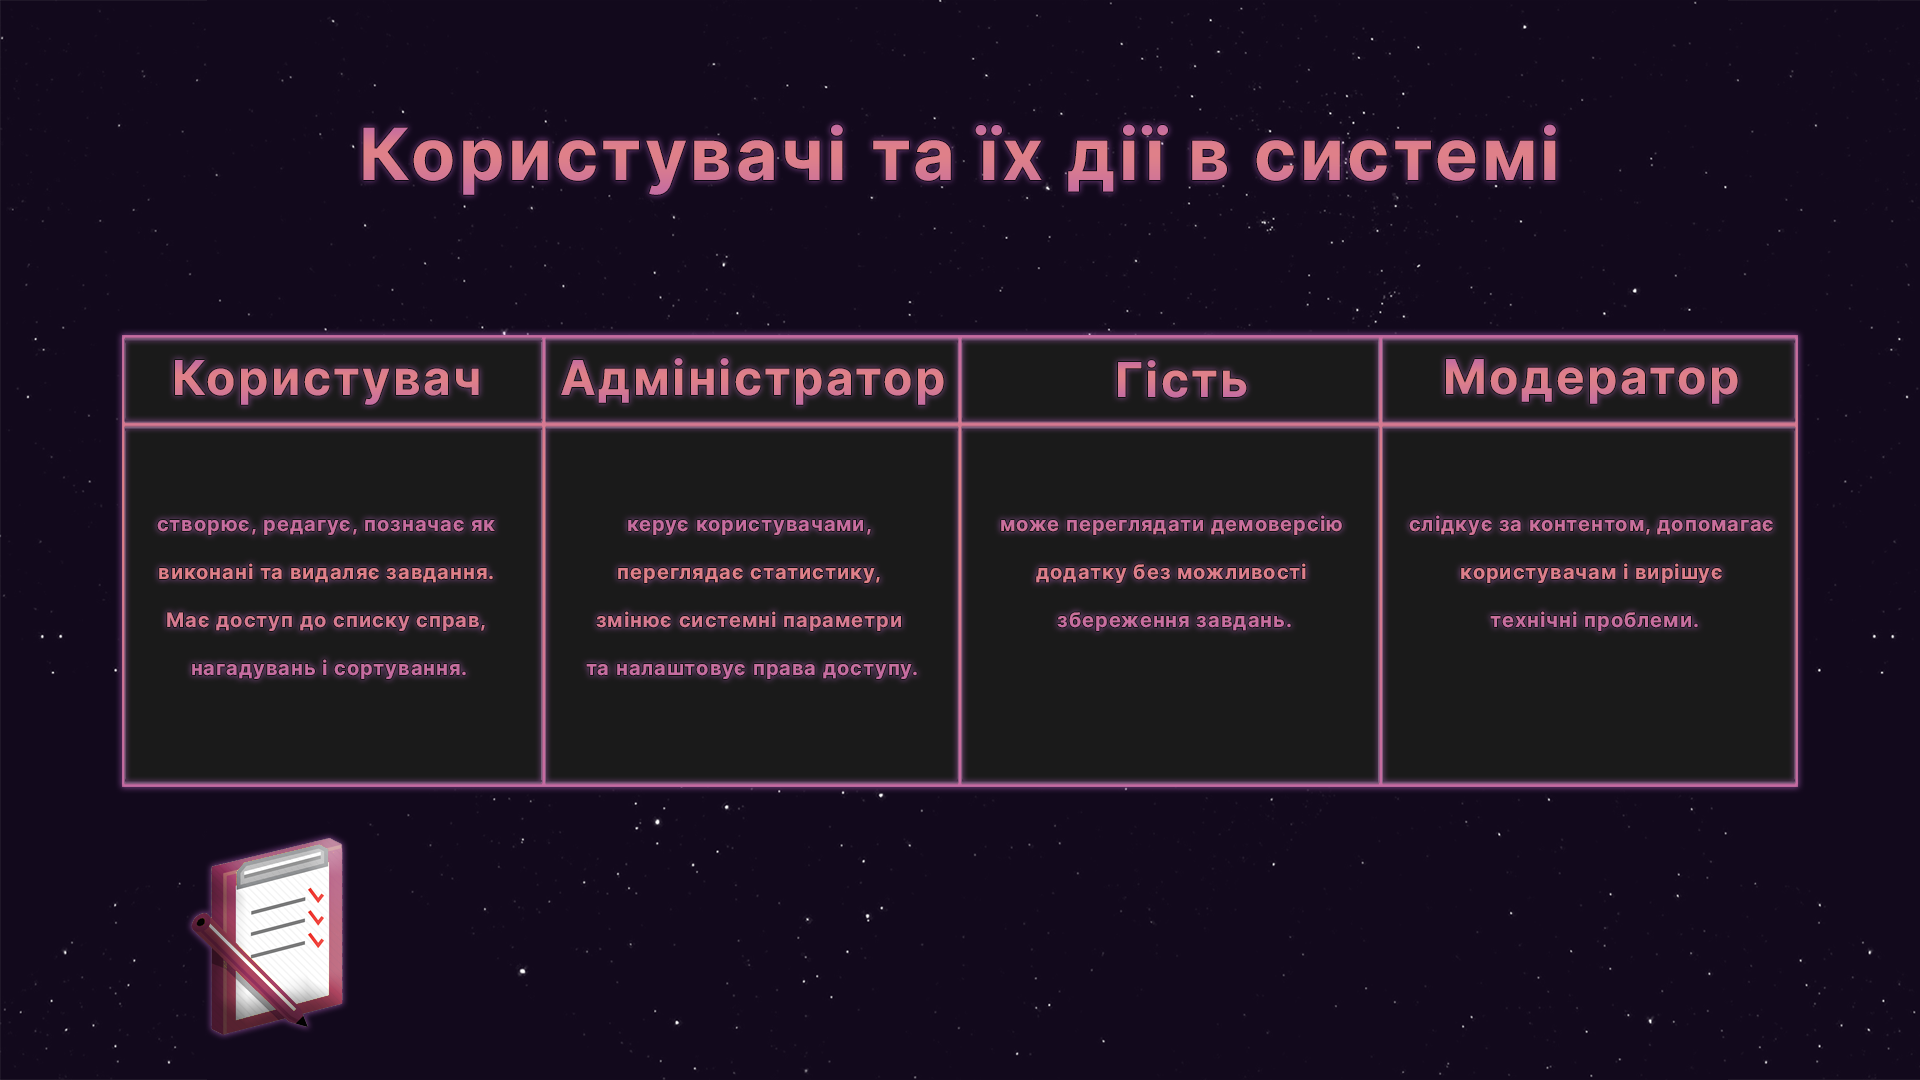 Користувачі та їх дії в системі
Користувач
Адміністратор
Гість
Модератор
створює, редагує, позначає як
виконані та видаляє завдання.
Має доступ до списку справ,
нагадувань і сортування.
керує користувачами,
переглядає статистику,
змінює системні параметри
та налаштовує права доступу.
може переглядати демоверсію
додатку без можливості
збереження завдань.
слідкує за контентом, допомагає
користувачам і вирішує
технічні проблеми.